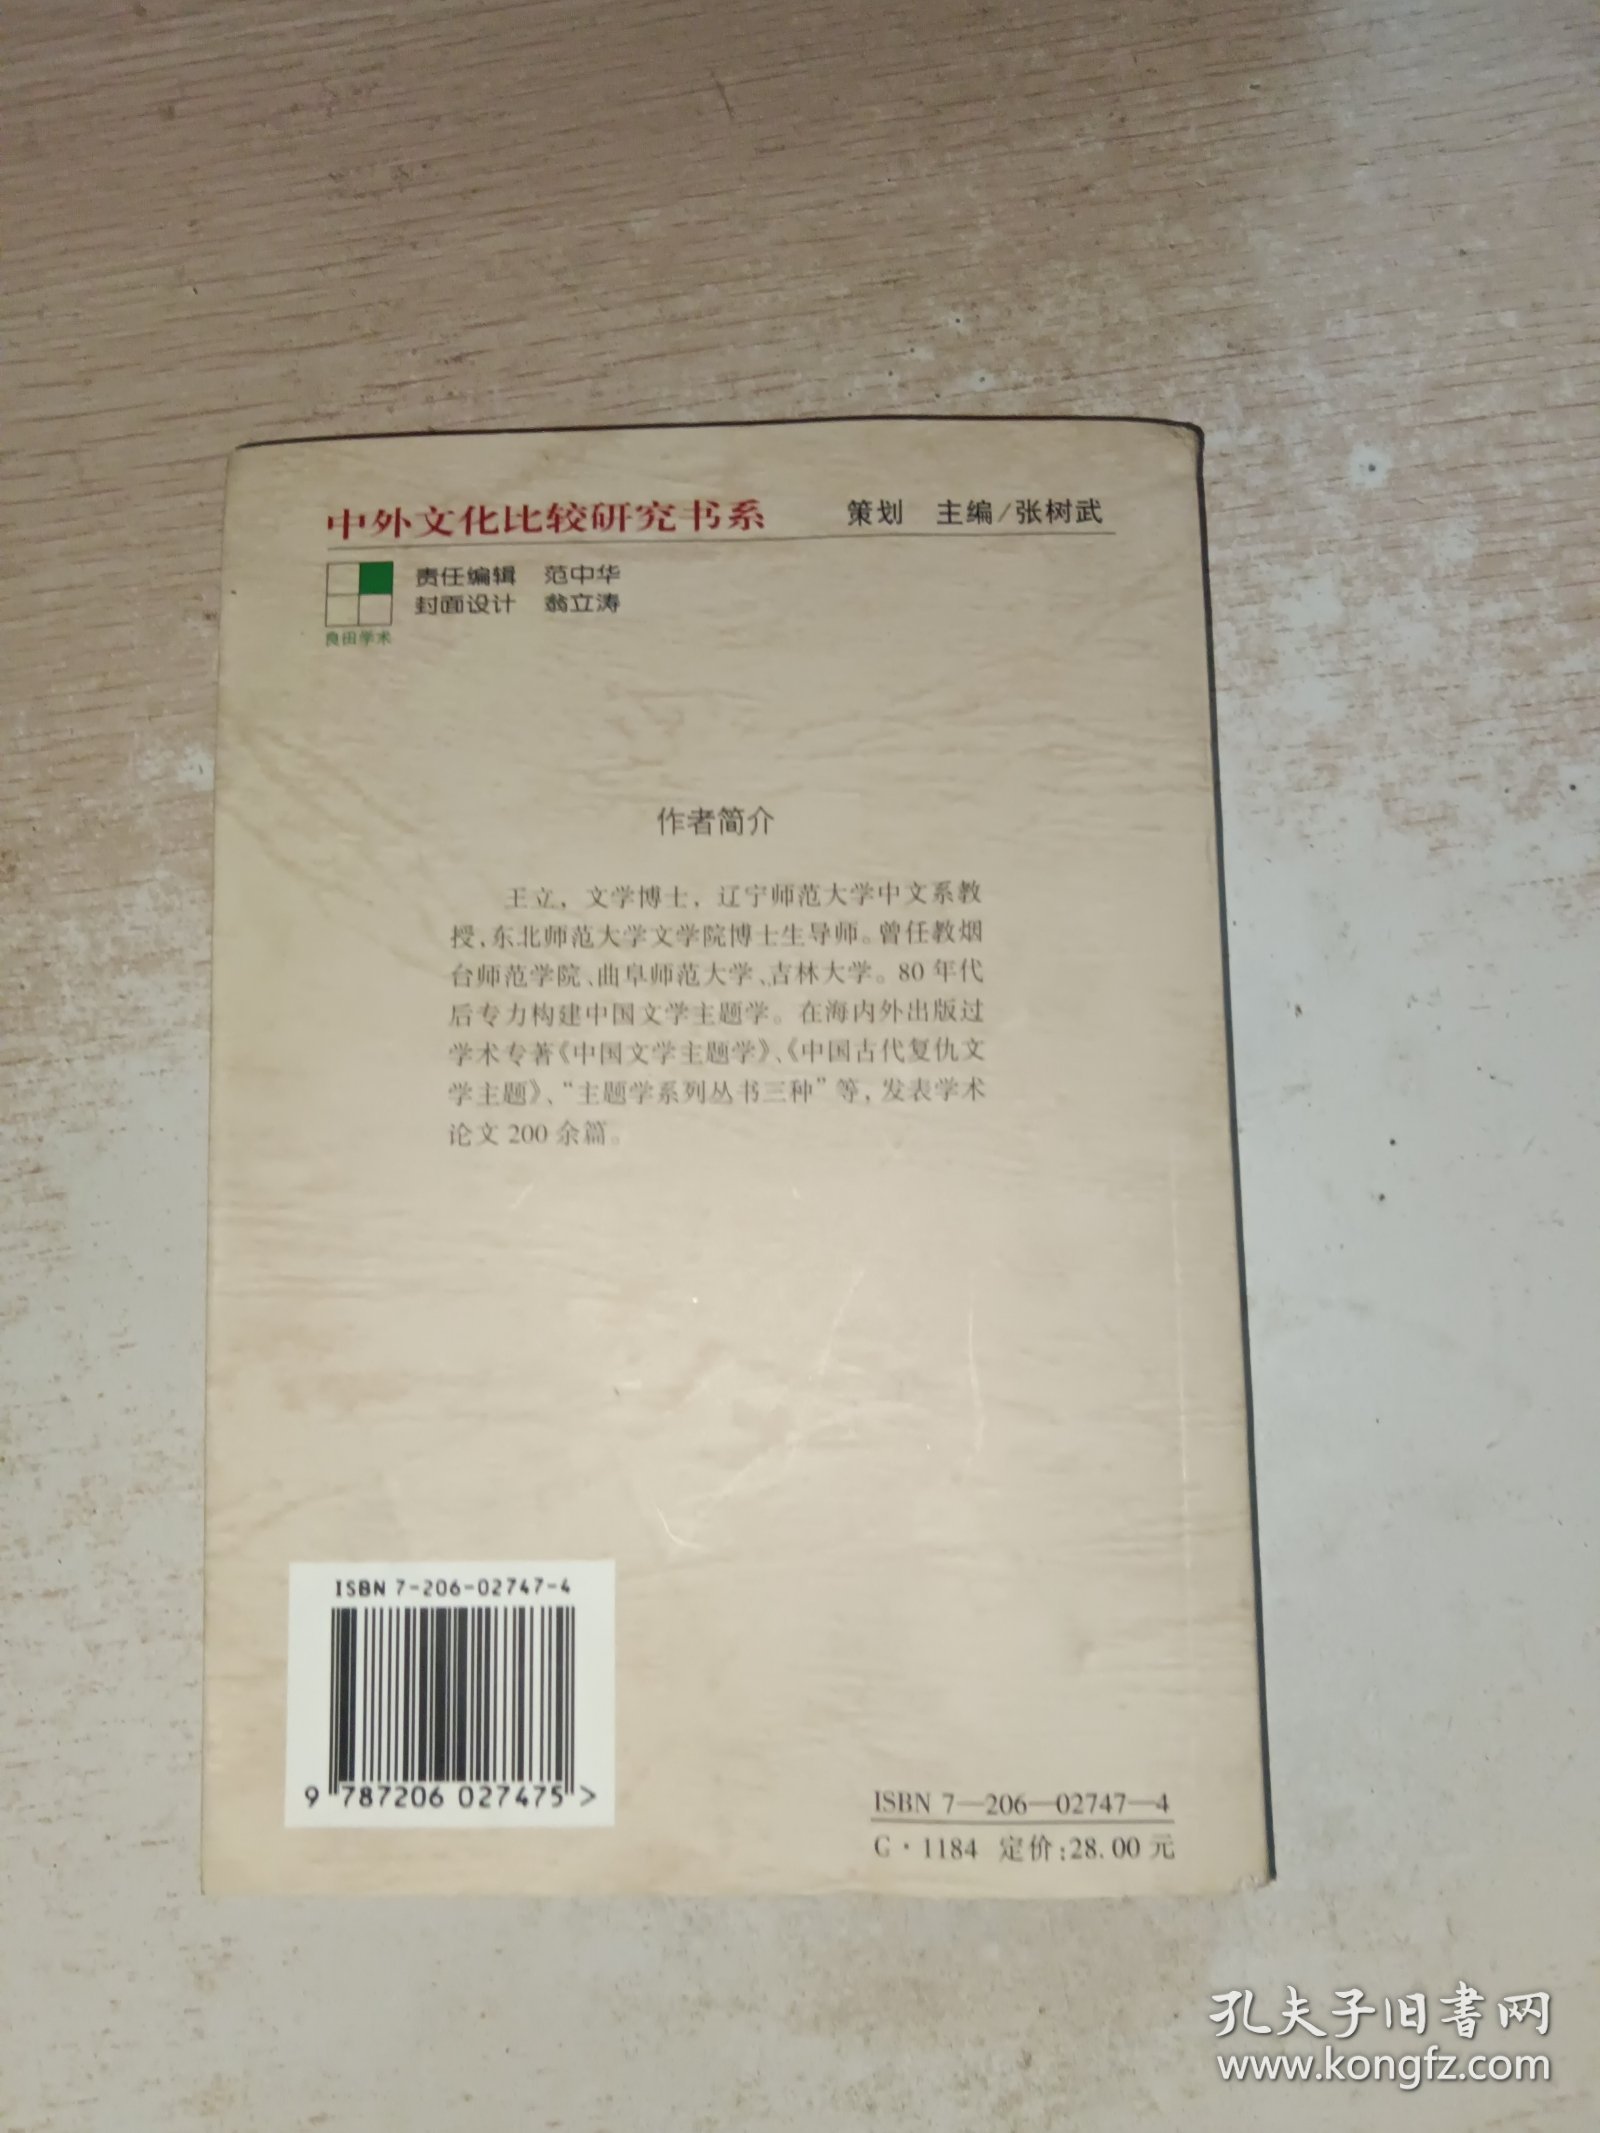 中外文化比较研究书系 策划 主编/张树武
责任编辑 范中华
封面设计 翁立涛
良田学术
作者简介
王立，文学博士，辽宁师范大学中文系教
授、东北师范大学文学院博士生导师。曾任教烟
台师范学院、曲阜师范大学、吉林大学。80年代
后专力构建中国文学主题学。在海内外出版过
学术专著《中国文学主题学》、《中国古代复仇文
学主题》、“主题学系列丛书三种”等，发表学术
论文200余篇。
ISBN 7-206-02747-4
9 787206 027475>
ISBN 7—206—02747—4
G·1184 定价:28.00元
孔夫子旧书网
www.kongfz.com